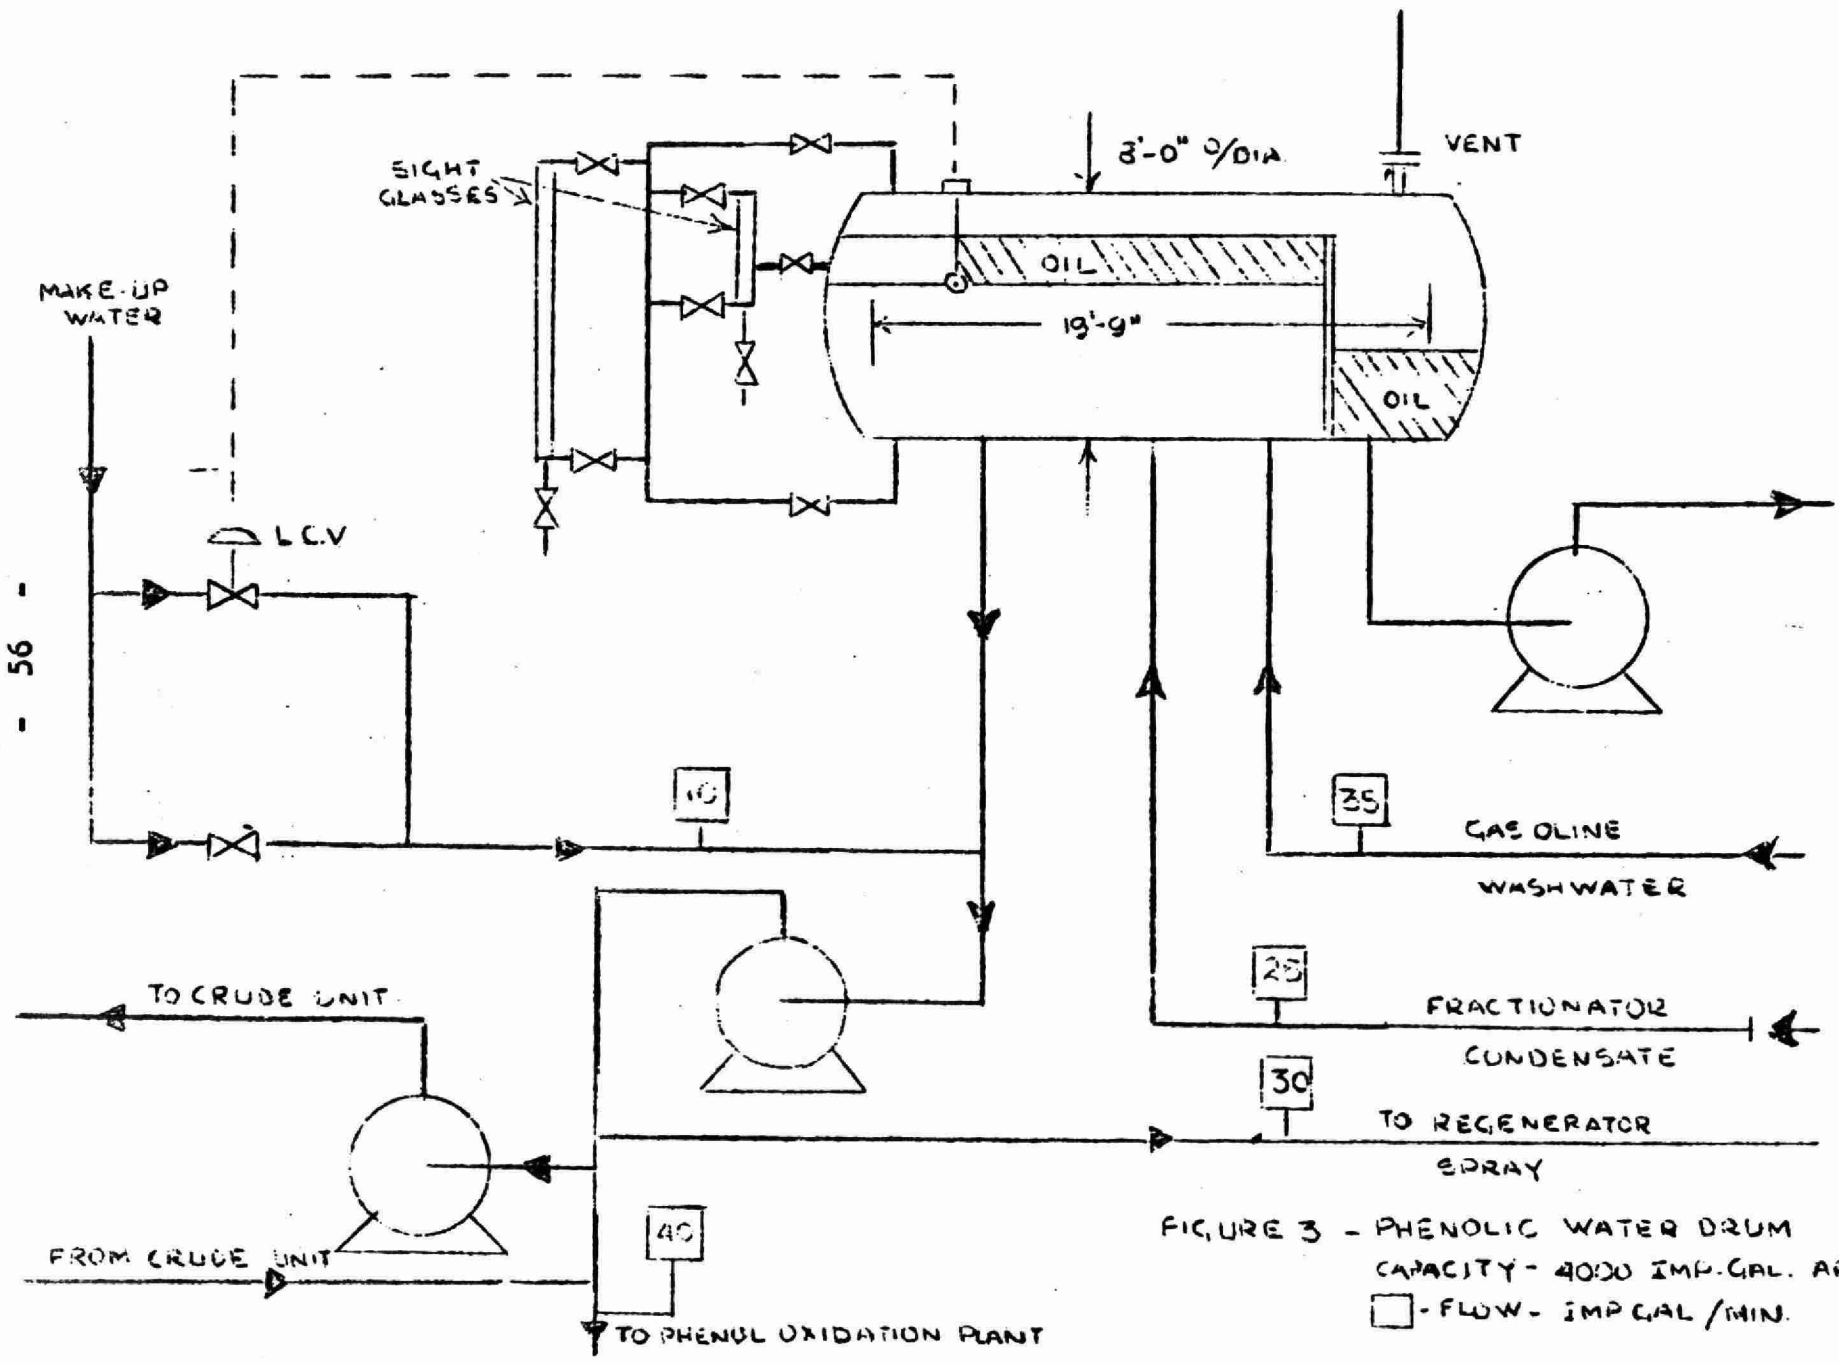 SIGHT
GLASSES
8'-0" O/DIA.
VENT
OIL
MAKE-UP
WATER
19'-9"
OIL
L.C.V
- 56 -
10
35
GASOLINE
WASHWATER
TO CRUDE UNIT.
25
FRACTIONATOR
CONDENSATE
30
TO REGENERATOR
SPRAY
40
FROM CRUDE UNIT
FIGURE 3 - PHENOLIC WATER DRUM
CAPACITY - 4000 IMP. GAL.
- FLOW - IMP GAL / MIN.
TO PHENOL OXIDATION PLANT